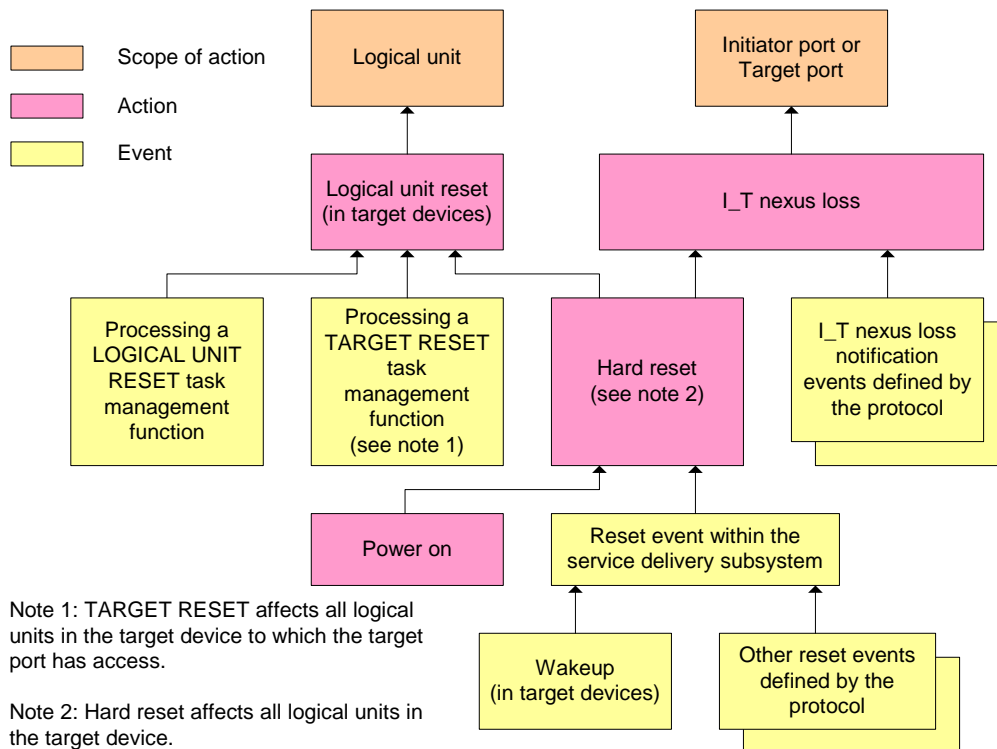 Scope of action
Action
Event
Logical unit
Initiator port or
Target port
Logical unit reset
(in target devices)
I_T nexus loss
Processing a
LOGICAL UNIT
RESET task
management
function
Processing a
TARGET RESET
task
management
function
(see note 1)
Hard reset
(see note 2)
I_T nexus loss
notification
events defined by
the protocol
Power on
Reset event within the
service delivery subsystem
Wakeup
(in target devices)
Other reset events
defined by the
protocol
Note 1: TARGET RESET affects all logical
units in the target device to which the target
port has access.
Note 2: Hard reset affects all logical units in
the target device.